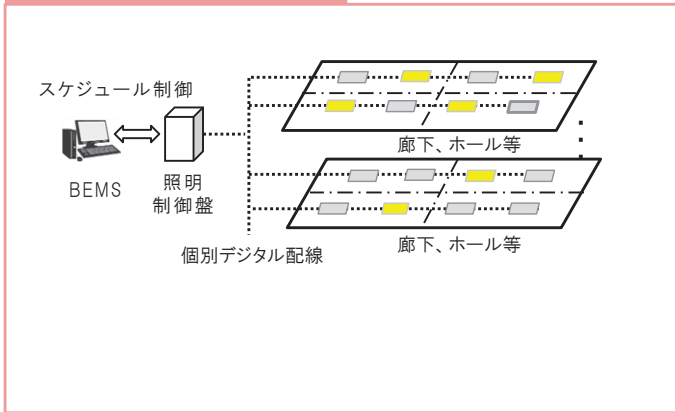 スケジュール制御
BEMS
照明
制御盤
個別デジタル配線
廊下、ホール等
廊下、ホール等